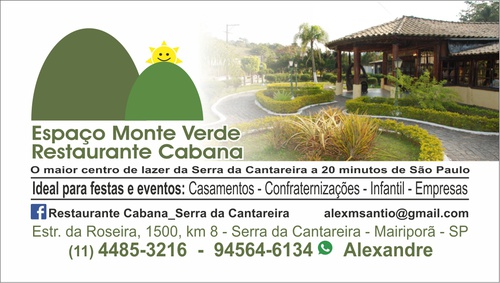 Espaço Monte Verde
Restaurante Cabana
O maior centro de lazer da Serra da Cantareira a 20 minutos de São Paulo
Ideal para festas e eventos: Casamentos - Confraternizações - Infantil - Empresas
Restaurante Cabana_Serra da Cantareira alexmsantio@gmail.com
Estr. da Roseira, 1500, km 8 - Serra da Cantareira - Mairiporã - SP
(11) 4485-3216 - 94564-6134 Alexandre